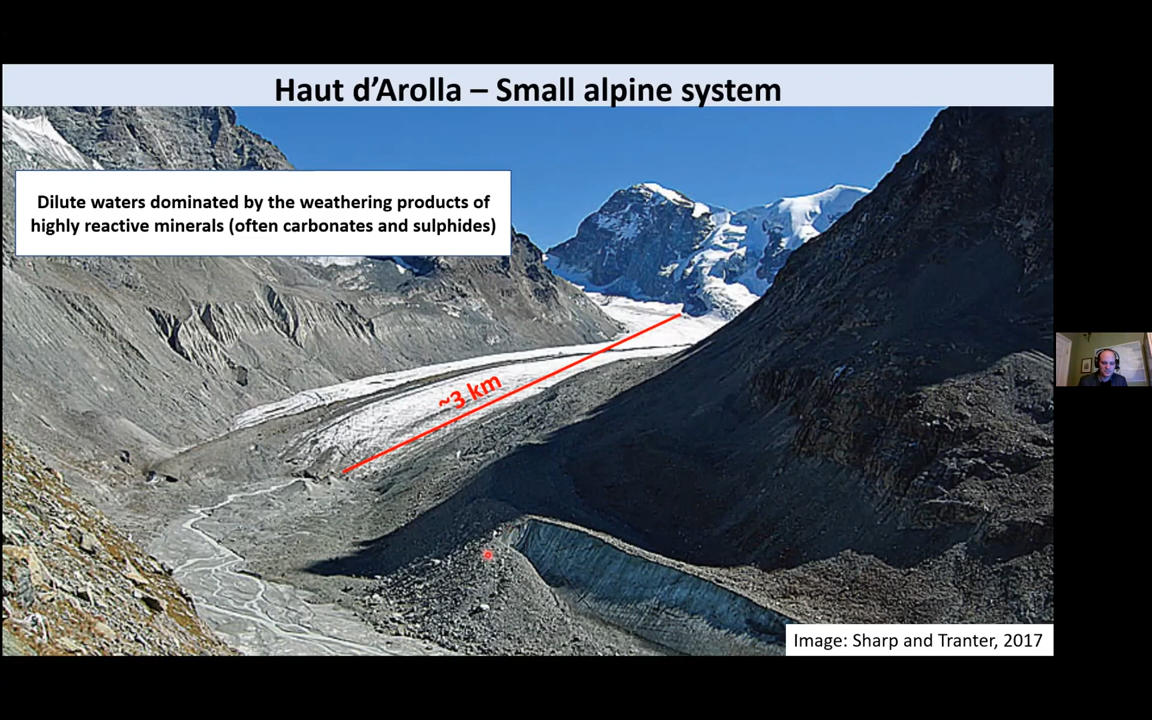 Haut d’Arolla – Small alpine system
Dilute waters dominated by the weathering products of
highly reactive minerals (often carbonates and sulphides)
~3 km
Image: Sharp and Tranter, 2017